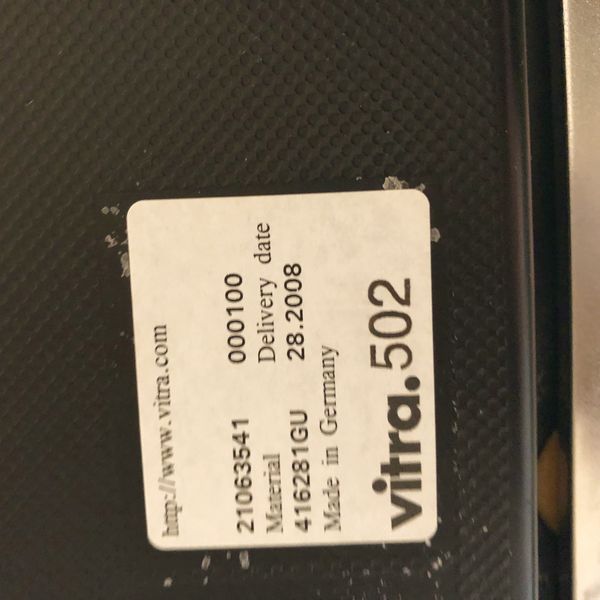 http://www.vitra.com
21063541 000100
Material Delivery date
416281GU 28.2008
Made in Germany
vitra.502